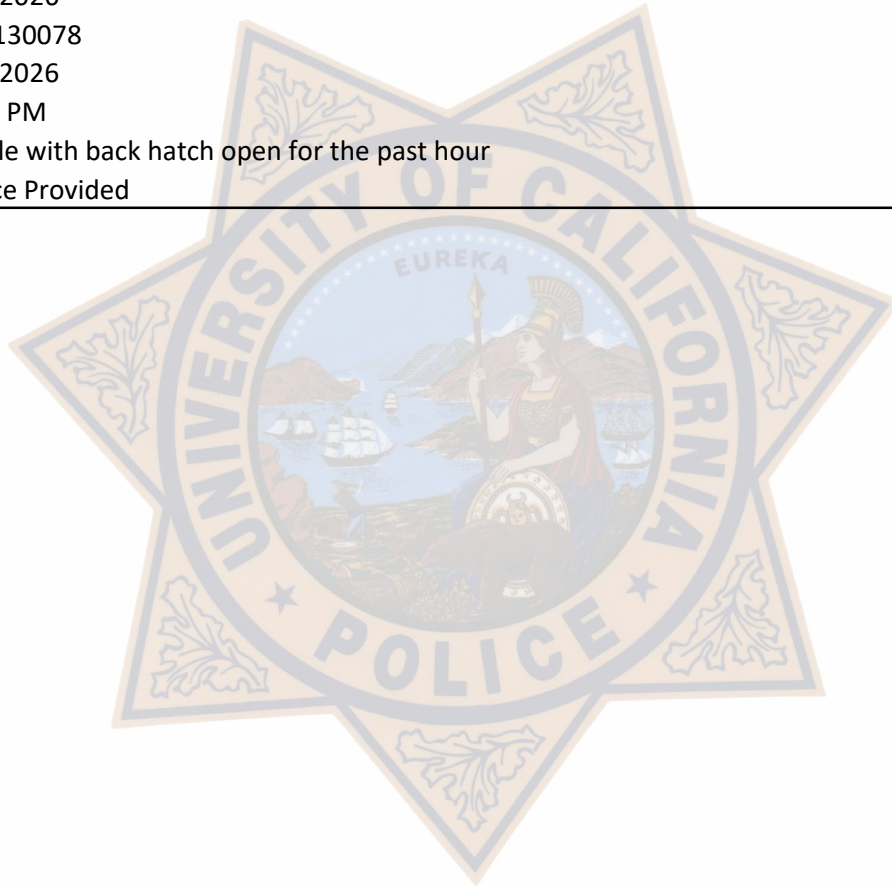 2026
130078
2026
PM
le with back hatch open for the past hour
ce Provided
EUREKA
UNIVERSITY OF CALIFORNIA
POLICE